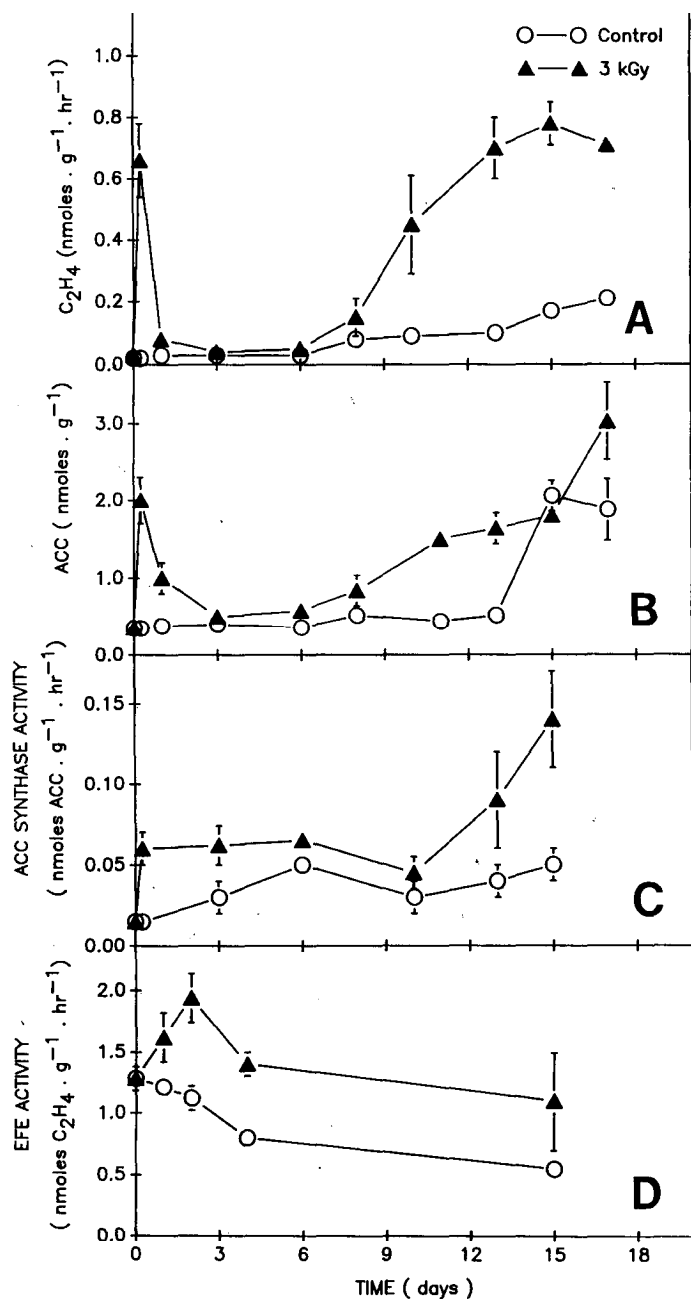 Control
3 kGy
C₂H₄ (nmoles · g⁻¹ · hr⁻¹)
1.0
0.8
0.6
0.4
0.2
0.0
A
ACC ( nmoles · g⁻¹ )
3.0
2.0
1.0
0.0
B
ACC SYNTHASE ACTIVITY
( nmoles ACC · g⁻¹ · hr⁻¹ )
0.15
0.10
0.05
0.00
C
EFE ACTIVITY
( nmoles C₂H₄ · g⁻¹ · hr⁻¹ )
2.0
1.5
1.0
0.5
0.0
D
0 3 6 9 12 15 18
TIME ( days )